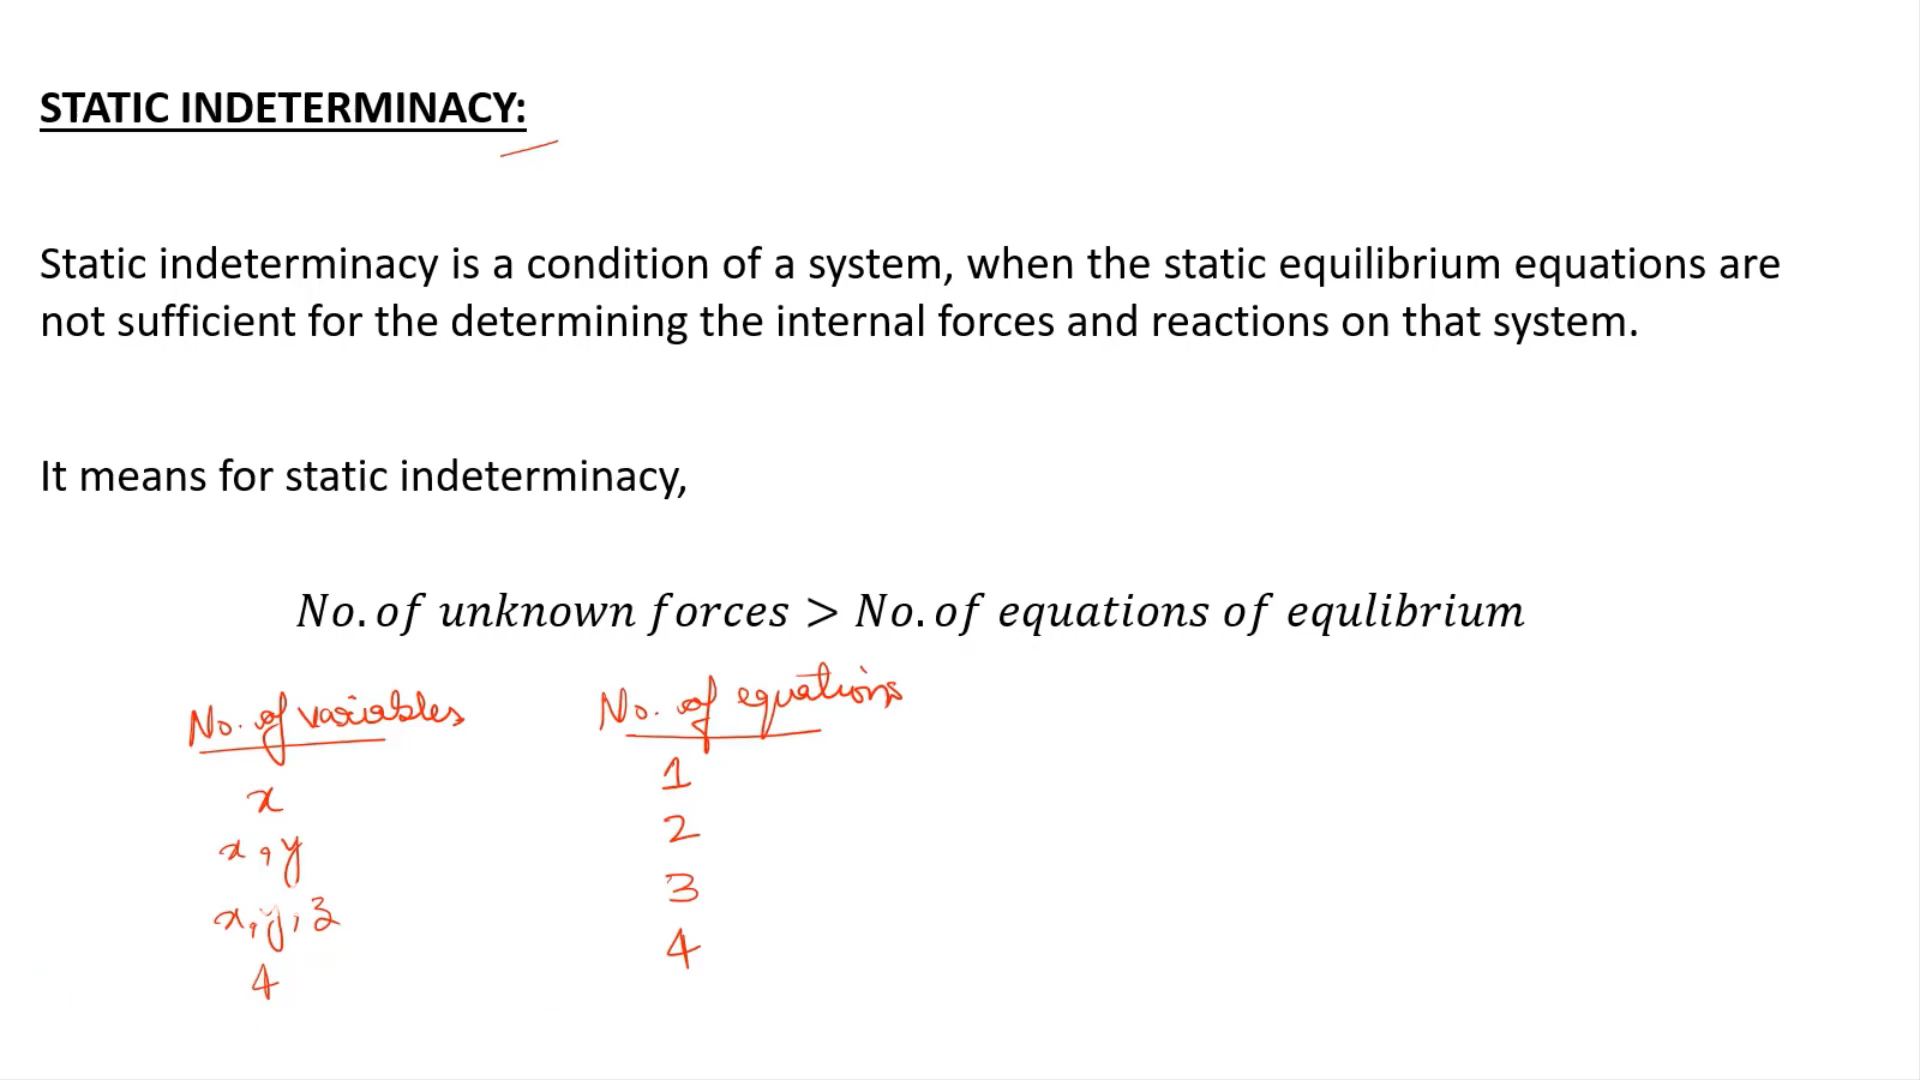 STATIC INDETERMINACY:
Static indeterminacy is a condition of a system, when the static equilibrium equations are
not sufficient for the determining the internal forces and reactions on that system.
It means for static indeterminacy,
No. of unknown forces > No. of equations of equlibrium
No. of variables No. of equations
x 1
x, y 2
x, y, z 3
4 4